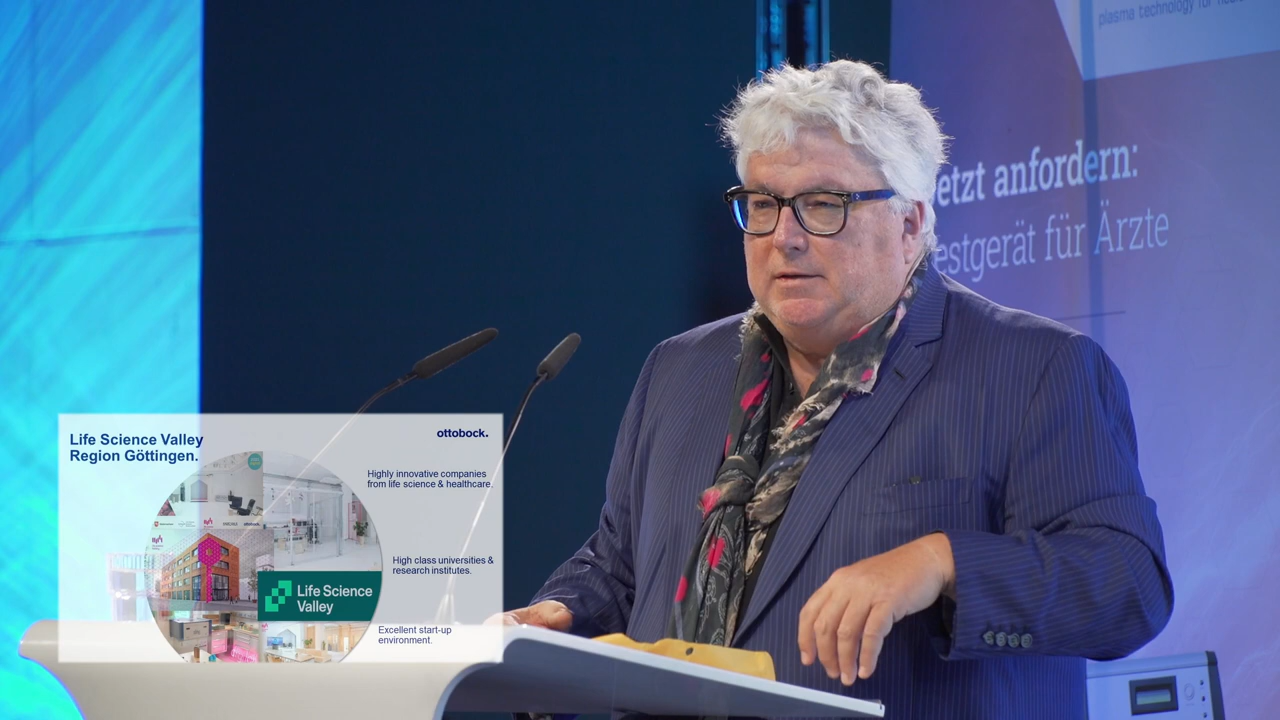 plasma technology for
etzt anfordern:
estgerät für Ärzte
Life Science Valley
Region Göttingen.
ottobock.
Highly innovative companies
from life science & healthcare.
High class universities &
research institutes.
Life Science
Valley
Excellent start-up
environment.